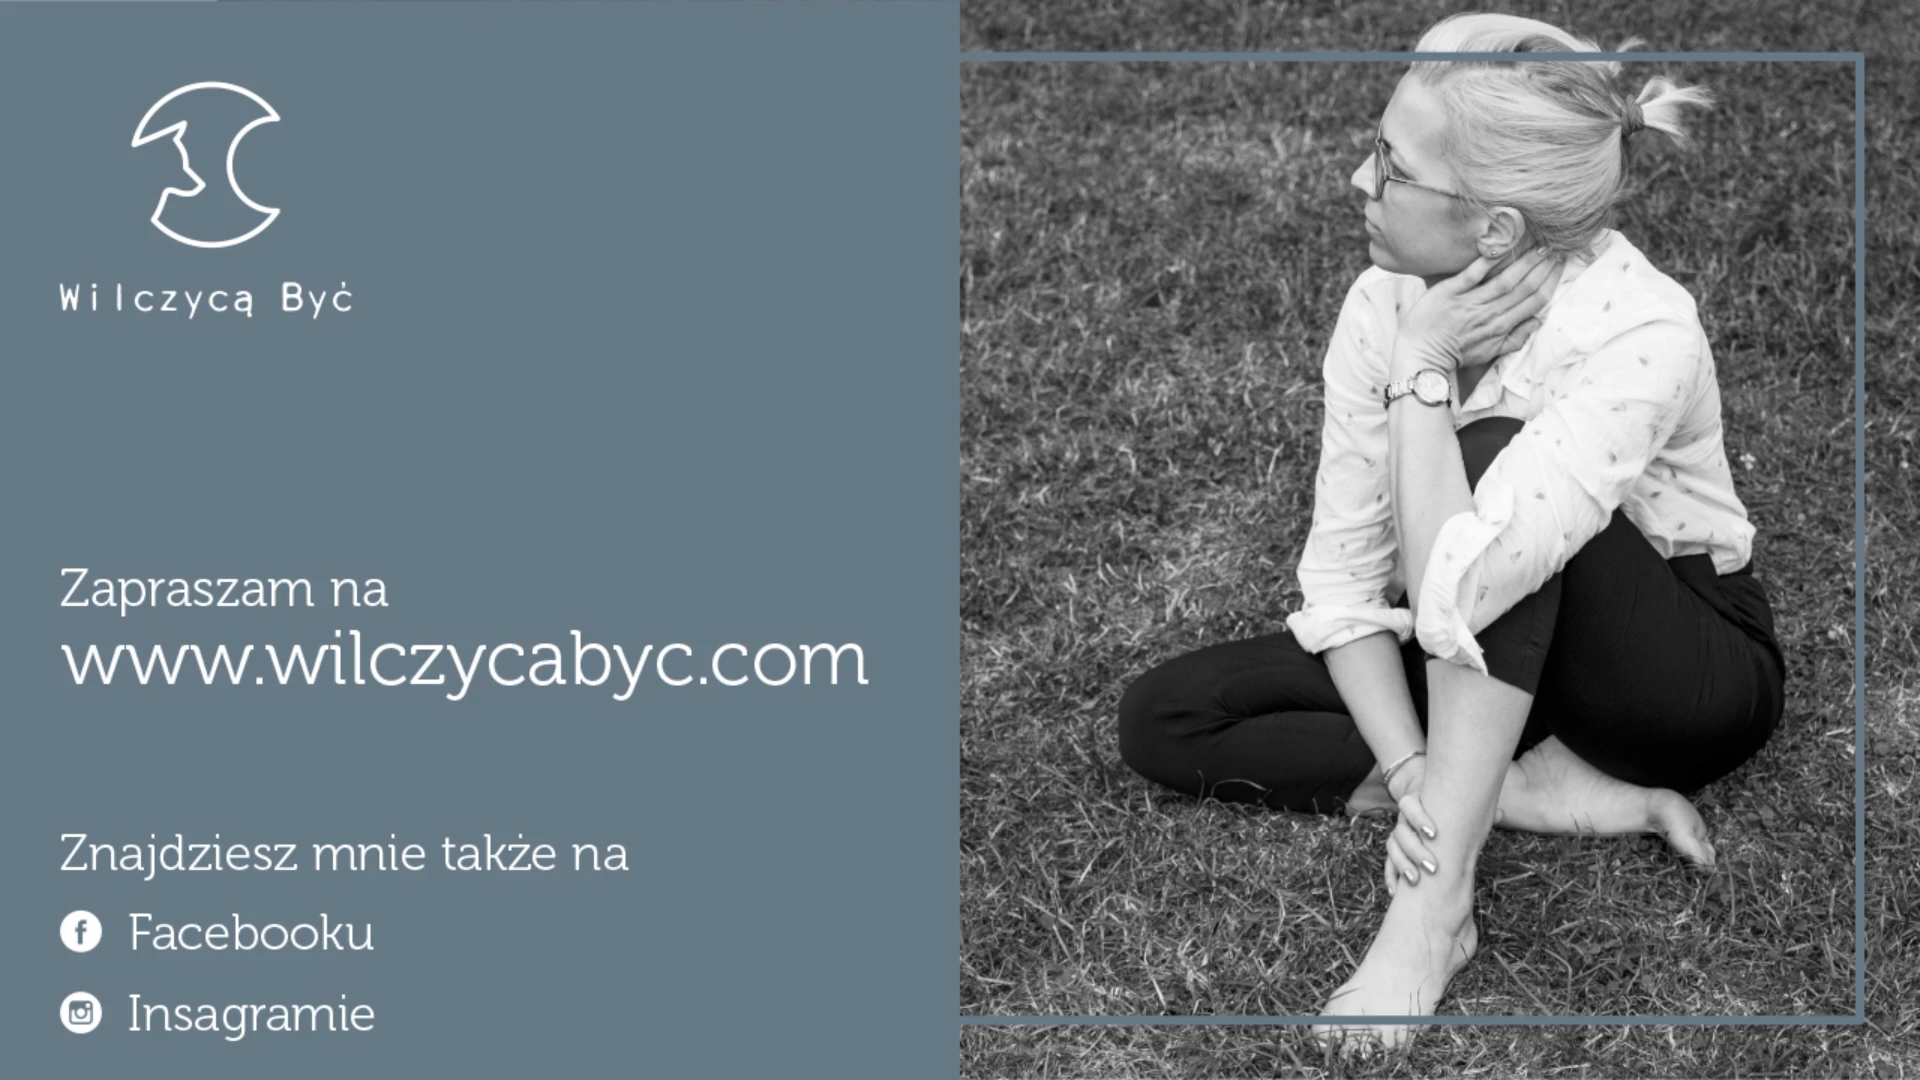 Wilczycą Być
Zapraszam na
www.wilczycabyc.com
Znajdziesz mnie także na
Facebooku
Insagramie